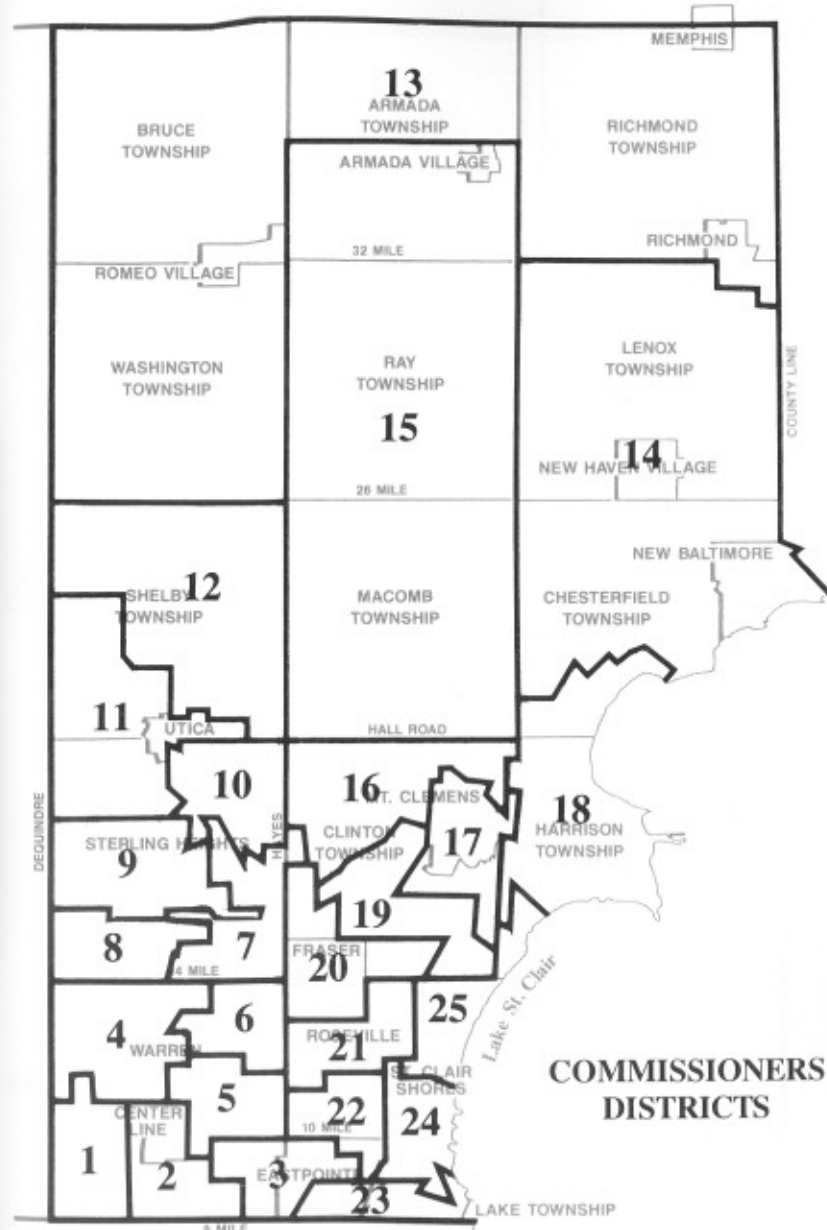 MEMPHIS
13
ARMADA
TOWNSHIP
BRUCE
TOWNSHIP
RICHMOND
TOWNSHIP
ARMADA VILLAGE
RICHMOND
32 MILE
ROMEO VILLAGE
LENOX
TOWNSHIP
WASHINGTON
TOWNSHIP
RAY
TOWNSHIP
COUNTY LINE
15
14
NEW HAVEN VILLAGE
26 MILE
NEW BALTIMORE
12
SHELBY
TOWNSHIP
MACOMB
TOWNSHIP
CHESTERFIELD
TOWNSHIP
11
UTICA
HALL ROAD
10
16
MT. CLEMENS
18
HARRISON
TOWNSHIP
DEQUINDRE
STERLING HEIGHTS
HAYES
CLINTON
TOWNSHIP
17
9
19
8
7
FRASER
20
4 MILE
25
Lake St. Clair
4
WARREN
6
ROSEVILLE
21
ST. CLAIR
SHORES
COMMISSIONERS
DISTRICTS
5
22
24
CENTER
LINE
10 MILE
1
2
3
EASTPOINTE
23
LAKE TOWNSHIP
8 MILE